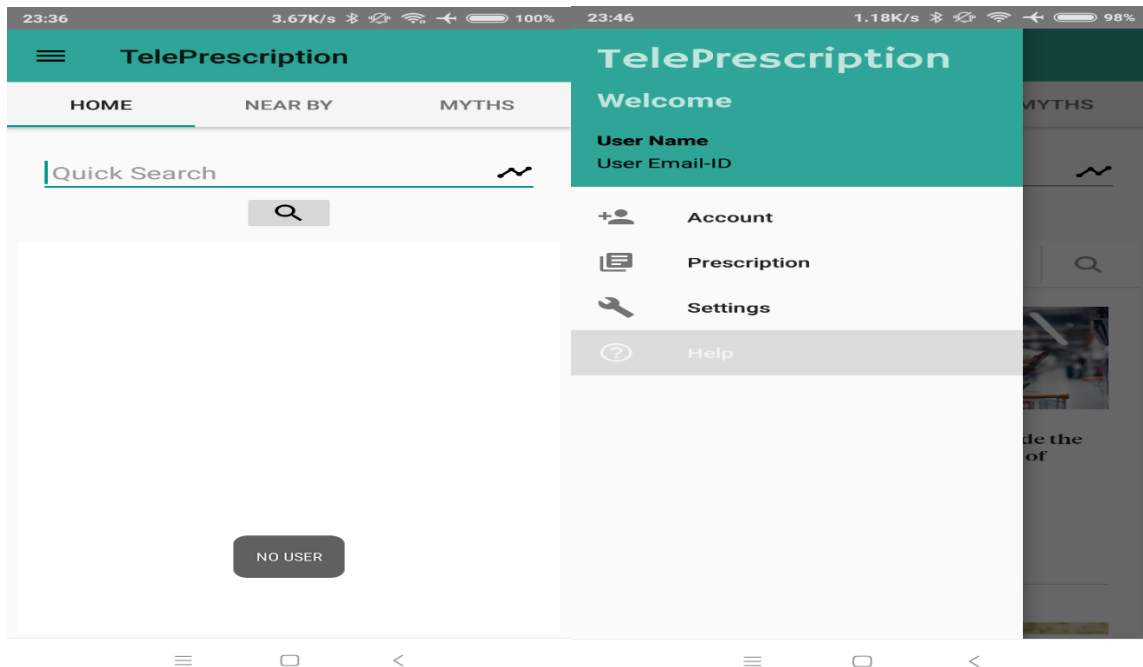 23:36
3.67K/s
100%
TelePrescription
HOME
NEAR BY
MYTHS
Quick Search
NO USER
23:46
1.18K/s
98%
TelePrescription
Welcome
User Name
User Email-ID
Account
Prescription
Settings
Help
MYTHS
de the
of